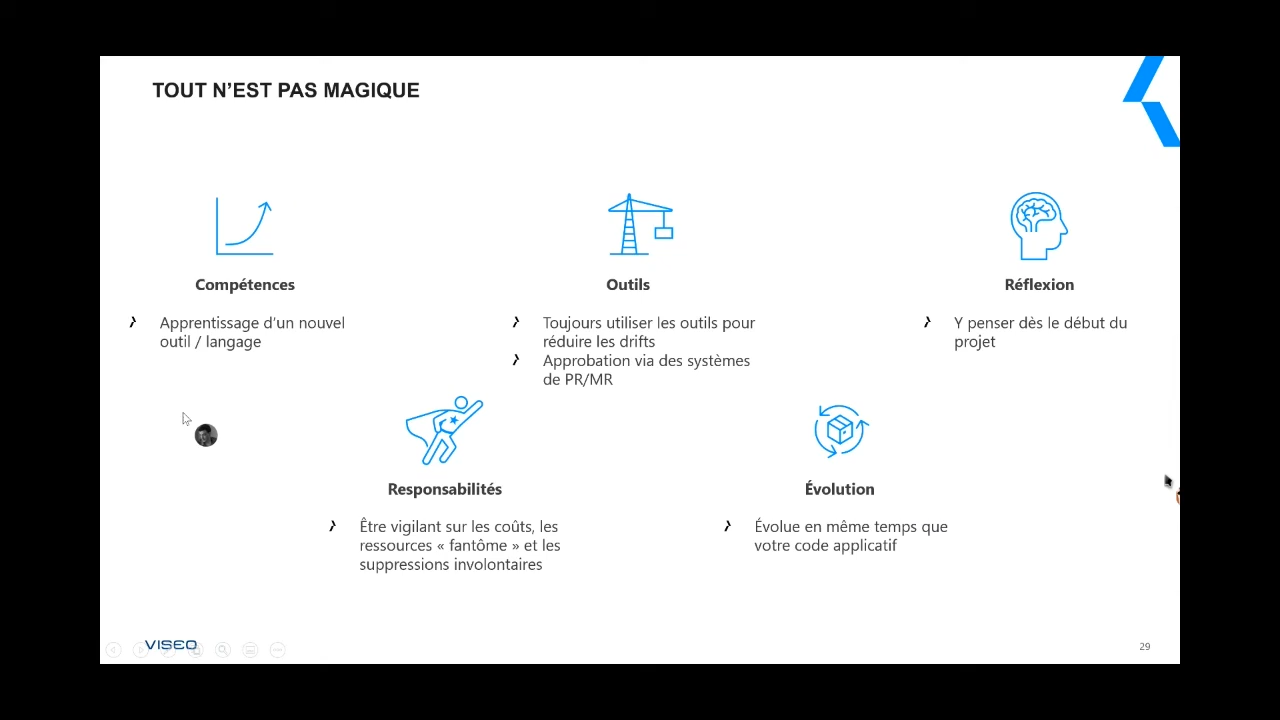 TOUT N’EST PAS MAGIQUE
Compétences
Apprentissage d’un nouvel
outil / langage
Outils
Toujours utiliser les outils pour
réduire les drifts
Approbation via des systèmes
de PR/MR
Réflexion
Y penser dès le début du
projet
Responsabilités
Être vigilant sur les coûts, les
ressources « fantôme » et les
suppressions involontaires
Évolution
Évolue en même temps que
votre code applicatif
VISEO
29